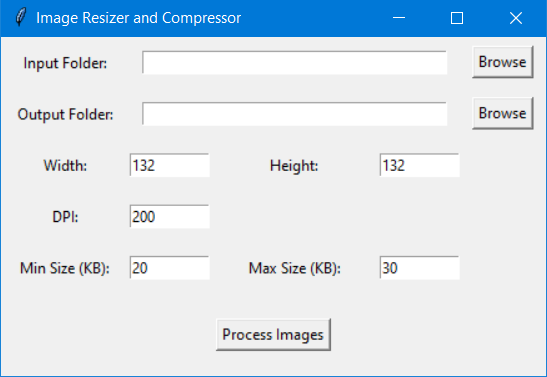 Image Resizer and Compressor
Input Folder: Browse
Output Folder: Browse
Width: 132 Height: 132
DPI: 200
Min Size (KB): 20 Max Size (KB): 30
Process Images